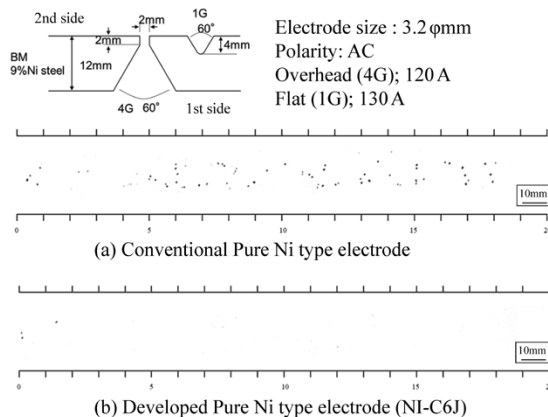 2nd side
2mm
1G
60°
2mm
4mm
BM
9%Ni steel
12mm
4G 60°
1st side
Electrode size : 3.2 φmm
Polarity: AC
Overhead (4G); 120 A
Flat (1G); 130 A
10mm
0 5 10 15 20
(a) Conventional Pure Ni type electrode
10mm
0 5 10 15 20
(b) Developed Pure Ni type electrode (NI-C6J)